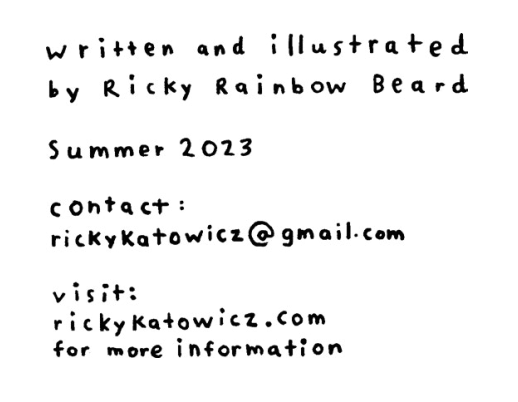 written and illustrated
by Ricky Rainbow Beard
Summer 2023
contact:
rickykatowicz@gmail.com
visit:
rickykatowicz.com
for more information